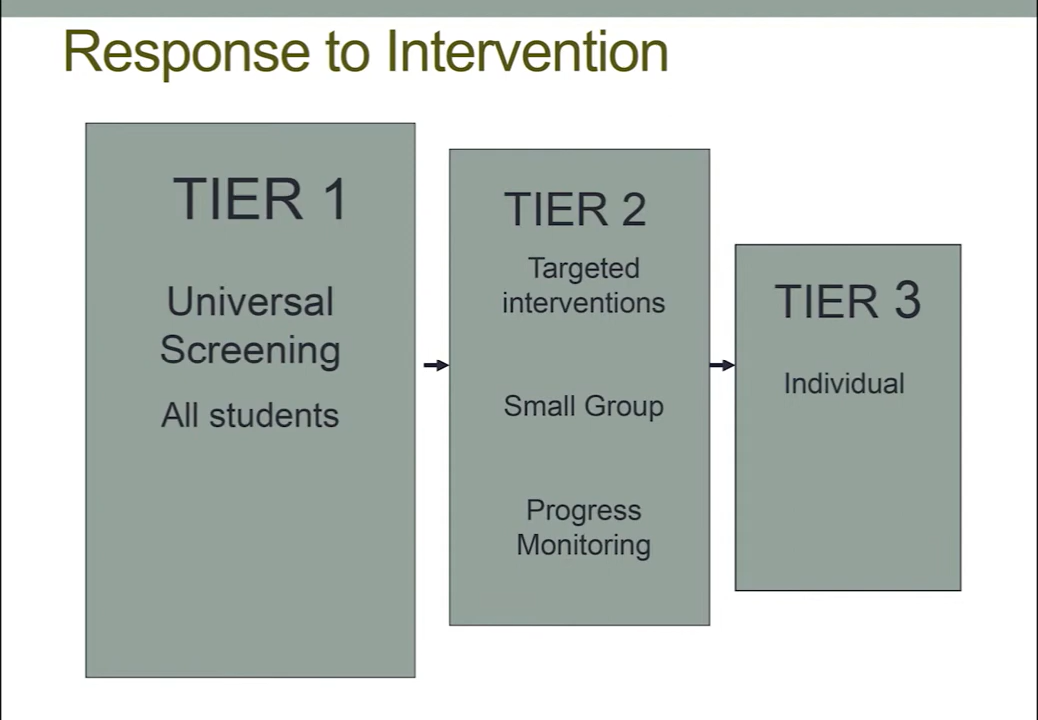 Response to Intervention
TIER 1
Universal
Screening
All students
TIER 2
Targeted
interventions
Small Group
Progress
Monitoring
TIER 3
Individual